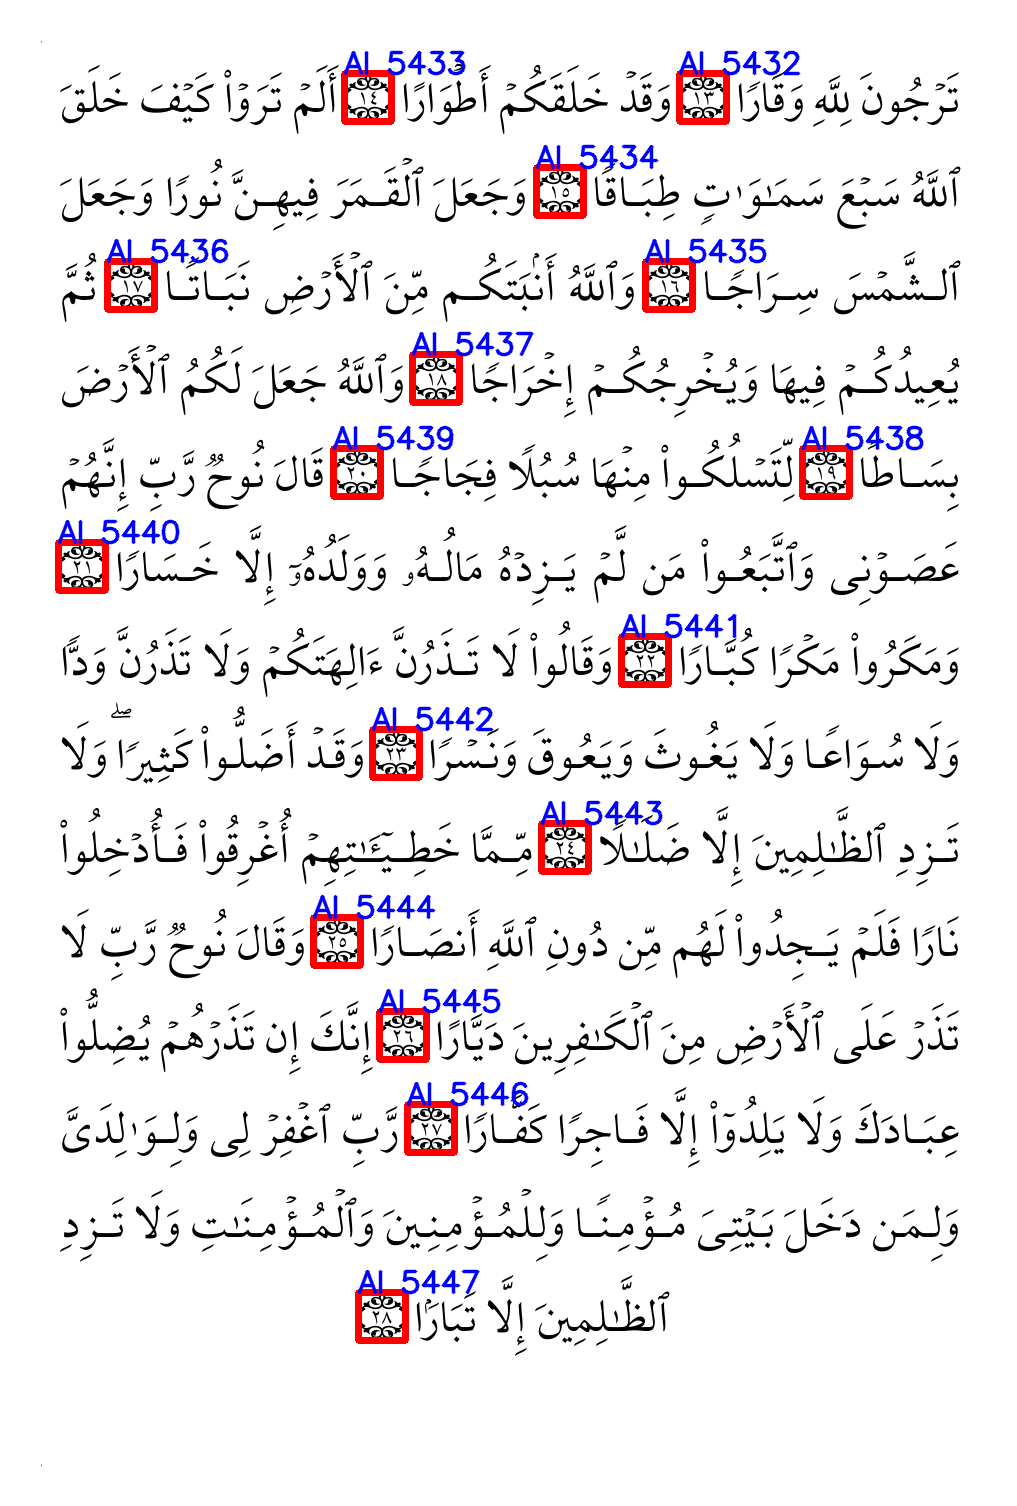 AI_5433 AI_5432
تَرۡجُونَ لِلَّهِ وَقَارٗا ١٣ وَقَدۡ خَلَقَكُمۡ أَطۡوَارًا ١٤ أَلَمۡ تَرَوۡاْ كَيۡفَ خَلَقَ
AI_5434
ٱللَّهُ سَبۡعَ سَمَٰوَٰتٖ طِبَاقٗا ١٥ وَجَعَلَ ٱلۡقَمَرَ فِيهِنَّ نُورٗا وَجَعَلَ
AI_5436 AI_5435
ٱلشَّمۡسَ سِرَاجٗا ١٦ وَٱللَّهُ أَنۢبَتَكُم مِّنَ ٱلۡأَرۡضِ نَبَاتٗا ١٧ ثُمَّ
AI_5437
يُعِيدُكُمۡ فِيهَا وَيُخۡرِجُكُمۡ إِخۡرَاجٗا ١٨ وَٱللَّهُ جَعَلَ لَكُمُ ٱلۡأَرۡضَ
AI_5439 AI_5438
بِسَاطٗا ١٩ لِّتَسۡلُكُواْ مِنۡهَا سُبُلٗا فِجَاجٗا ٢٠ قَالَ نُوحٞ رَّبِّ إِنَّهُمۡ
AI_5440
عَصَوۡنِى وَٱتَّبَعُواْ مَن لَّمۡ يَزِدۡهُ مَالُهُۥ وَوَلَدُهُۥٓ إِلَّا خَسَارٗا ٢١
AI_5441
وَمَكَرُواْ مَكۡرٗا كُبَّارٗا ٢٢ وَقَالُواْ لَا تَذَرُنَّ ءَالِهَتَكُمۡ وَلَا تَذَرُنَّ وَدّٗا
AI_5442
وَلَا سُوَاعٗا وَلَا يَغُوثَ وَيَعُوقَ وَنَسۡرٗا ٢٣ وَقَدۡ أَضَلُّواْ كَثِيرٗاۖ وَلَا
AI_5443
تَزِدِ ٱلظَّٰلِمِينَ إِلَّا ضَلَٰلٗا ٢٤ مِّمَّا خَطِيٓـَٰٔتِهِمۡ أُغۡرِقُواْ فَأُدۡخِلُواْ
AI_5444
نَارٗا فَلَمۡ يَجِدُواْ لَهُم مِّن دُونِ ٱللَّهِ أَنصَارٗا ٢٥ وَقَالَ نُوحٞ رَّبِّ لَا
AI_5445
تَذَرۡ عَلَى ٱلۡأَرۡضِ مِنَ ٱلۡكَٰفِرِينَ دَيَّارًا ٢٦ إِنَّكَ إِن تَذَرۡهُمۡ يُضِلُّواْ
AI_5446
عِبَادَكَ وَلَا يَلِدُوٓاْ إِلَّا فَاجِرٗا كَفَّارٗا ٢٧ رَّبِّ ٱغۡفِرۡ لِى وَلِوَٰلِدَىَّ
وَلِمَن دَخَلَ بَيۡتِىَ مُؤۡمِنٗا وَلِلۡمُؤۡمِنِينَ وَٱلۡمُؤۡمِنَٰتِ وَلَا تَزِدِ
AI_5447
ٱلظَّٰلِمِينَ إِلَّا تَبَارَۢا ٢٨